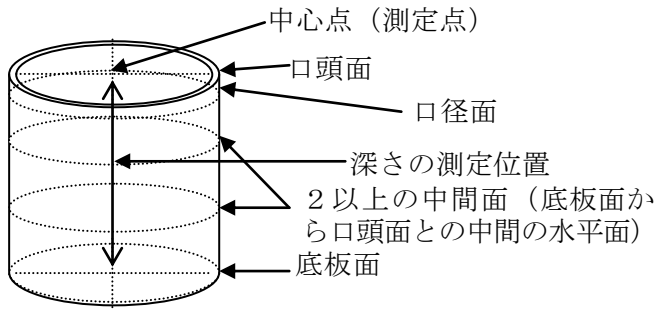 中心点（測定点）
口頭面
口径面
深さの測定位置
２以上の中間面（底板面か
ら口頭面との中間の水平面）
底板面